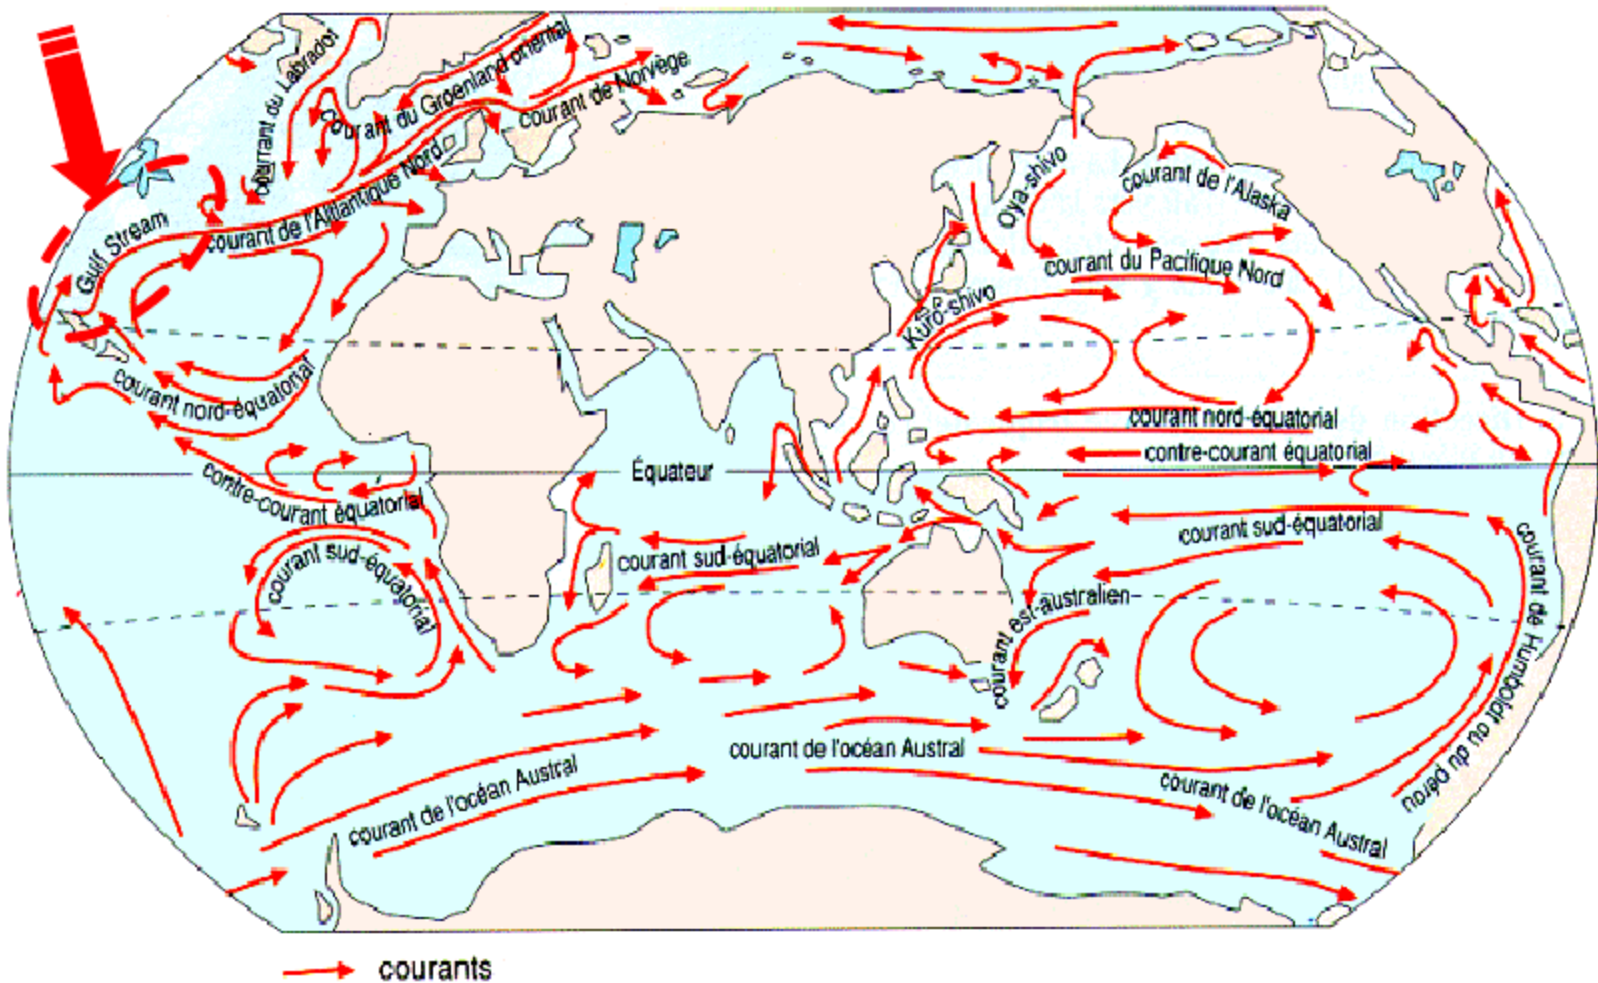 courrant du Labrador
courant du Groenland oriental
courant de Norvège
Gulf Stream
courant de l'Altlantique Nord
Oya-shivo
courant de l'Alaska
courant du Pacifique Nord
Kuro-shivo
courant nord-équatorial
courant nord-équatorial
contre-courant équatorial
Équateur
contre-courant équatorial
courant sud-équatorial
courant sud-équatorial
courant sud-équatorial
courant est-australien
courant de Humboldt ou du pérou
courant de l'océan Austral
courant de l'océan Austral
courant de l'océan Austral
courants